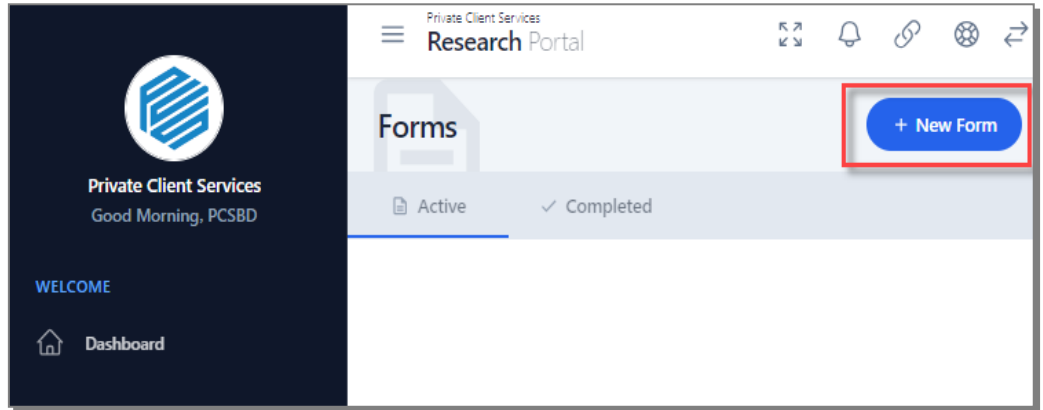 Private Client Services
Research Portal
Private Client Services
Good Morning, PCSBD
WELCOME
Dashboard
Forms
+ New Form
Active
Completed